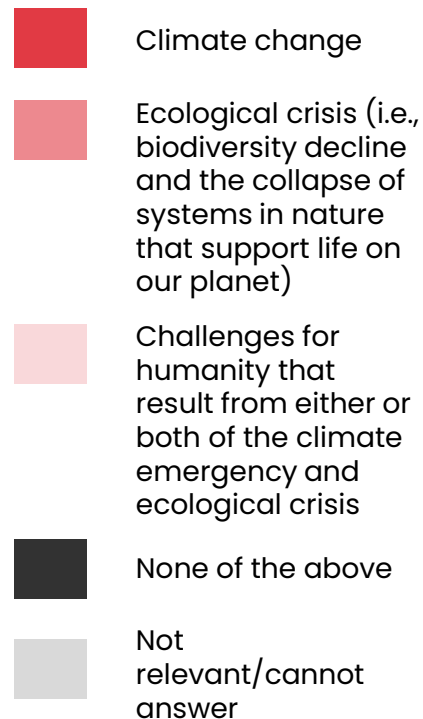 Climate change
Ecological crisis (i.e.,
biodiversity decline
and the collapse of
systems in nature
that support life on
our planet)
Challenges for
humanity that
result from either or
both of the climate
emergency and
ecological crisis
None of the above
Not
relevant/cannot
answer